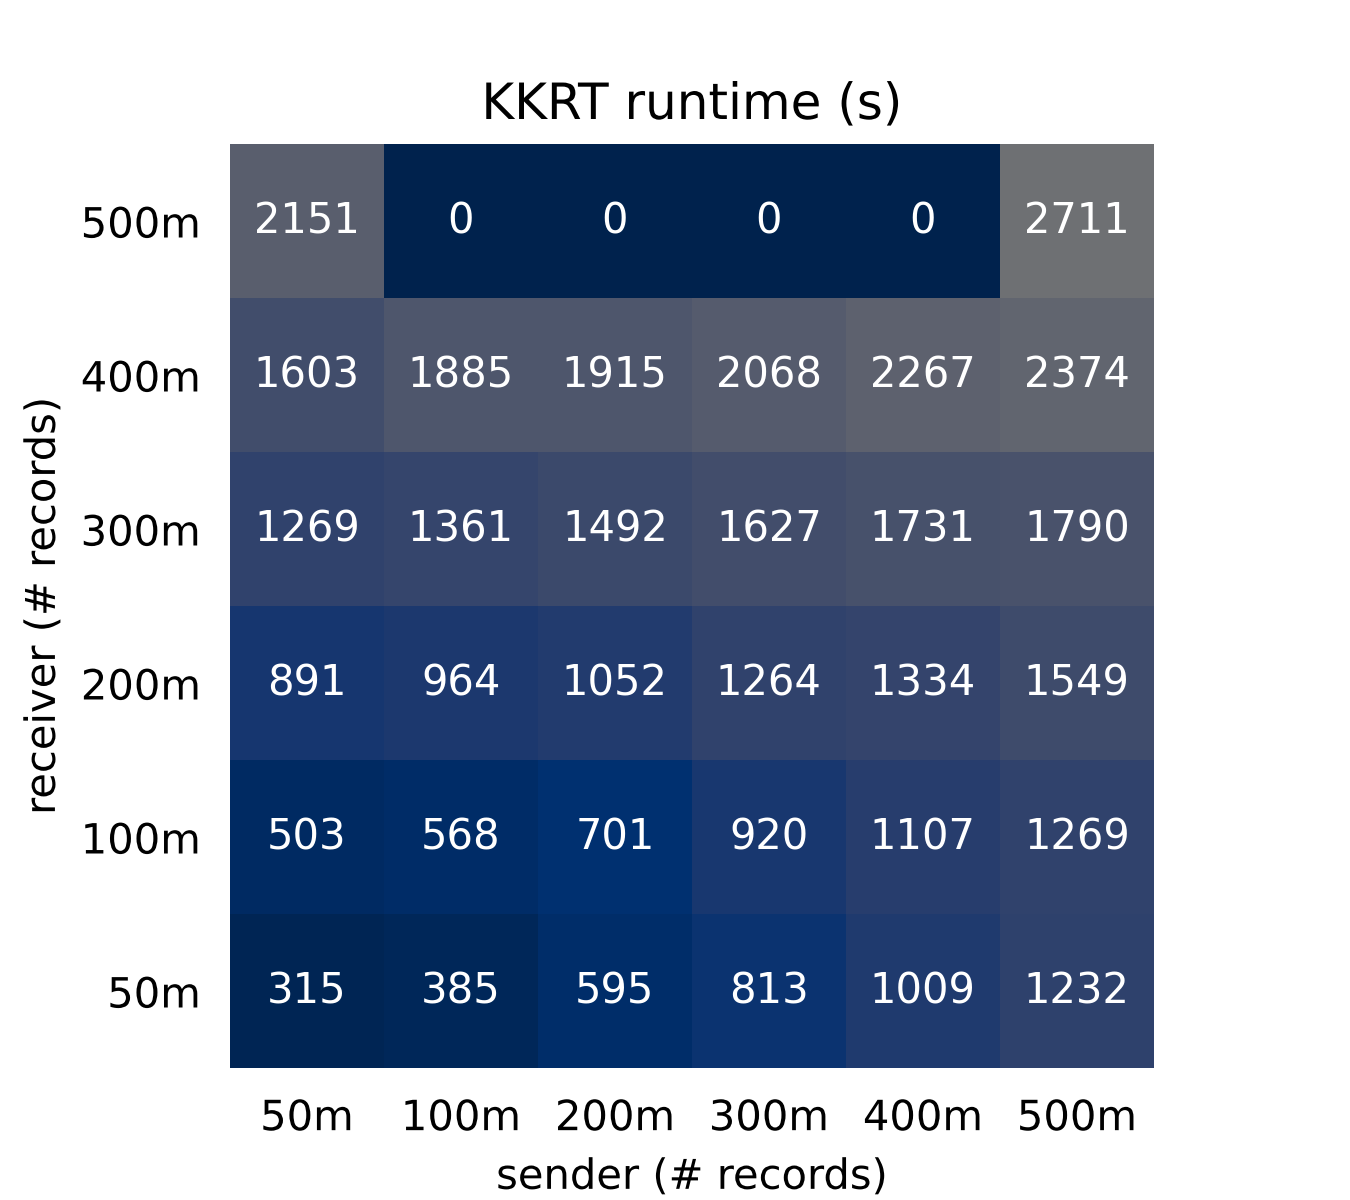 KKRT runtime (s)
500m 2151 0 0 0 0 2711
400m 1603 1885 1915 2068 2267 2374
300m 1269 1361 1492 1627 1731 1790
200m 891 964 1052 1264 1334 1549
100m 503 568 701 920 1107 1269
50m 315 385 595 813 1009 1232
50m 100m 200m 300m 400m 500m
sender (# records)
receiver (# records)